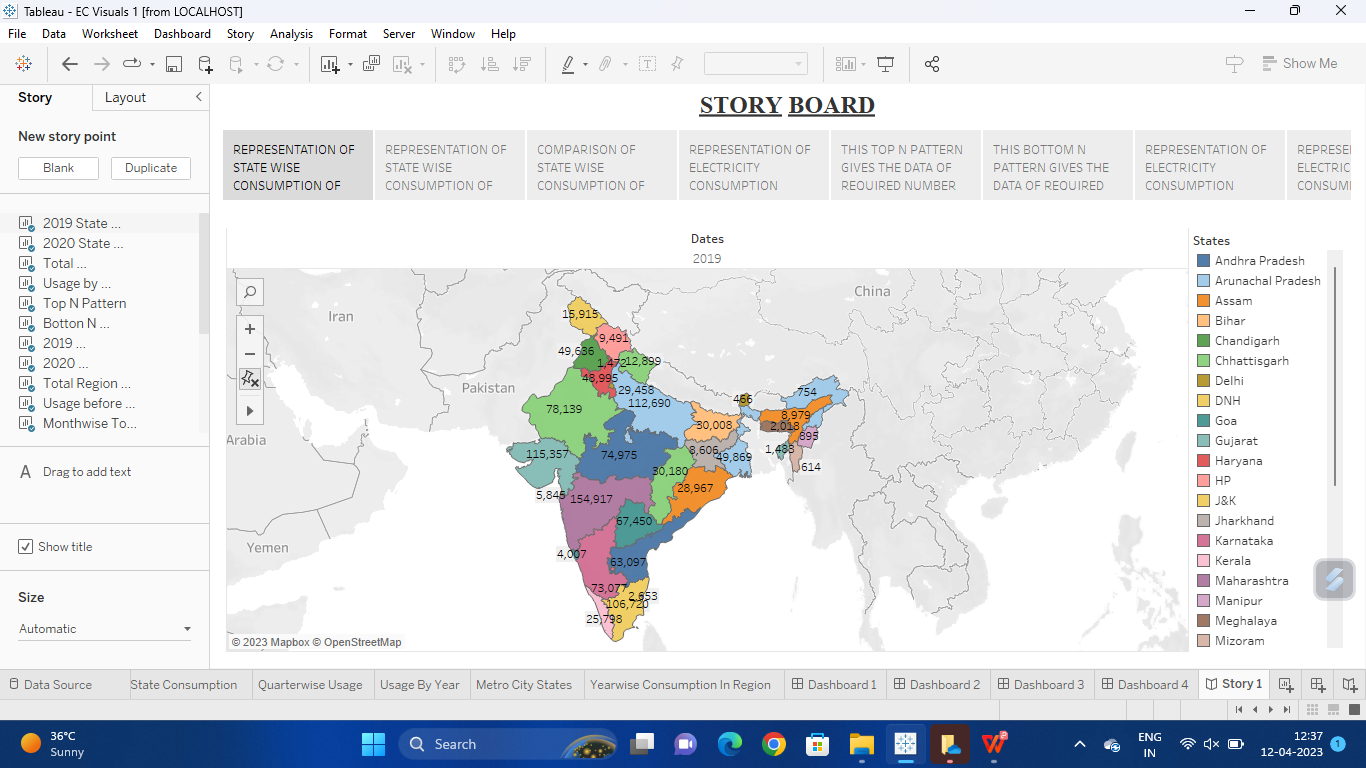 Tableau - EC Visuals 1 [from LOCALHOST]
File Data Worksheet Dashboard Story Analysis Format Server Window Help
Show Me
Story Layout
New story point
Blank Duplicate
2019 State ...
2020 State ...
Total ...
Usage by ...
Top N Pattern
Botton N ...
2019 ...
2020 ...
Total Region ...
Usage before ...
Monthwise To...
A Drag to add text
Show title
Size
Automatic
STORY BOARD
REPRESENTATION OF
STATE WISE
CONSUMPTION OF
REPRESENTATION OF
STATE WISE
CONSUMPTION OF
COMPARISON OF
STATE WISE
CONSUMPTION OF
REPRESENTATION OF
ELECTRICITY
CONSUMPTION
THIS TOP N PATTERN
GIVES THE DATA OF
REQUIRED NUMBER
THIS BOTTOM N
PATTERN GIVES THE
DATA OF REQUIRED
REPRESENTATION OF
ELECTRICITY
CONSUMPTION
REPRESEI
ELECTRIC
CONSUM
Dates
2019
Iran
China
Pakistan
Arabia
Yemen
15,915
9,491
49,636
1,472
12,899
48,995
29,458
112,690
78,139
466
754
8,979
2,018
895
30,008
1,483
8,606
49,869
614
115,357
74,975
30,180
28,967
5,845
154,917
67,450
4,007
63,097
73,077
2,653
106,720
25,798
© 2023 Mapbox © OpenStreetMap
States
Andhra Pradesh
Arunachal Pradesh
Assam
Bihar
Chandigarh
Chhattisgarh
Delhi
DNH
Goa
Gujarat
Haryana
HP
J&K
Jharkhand
Karnataka
Kerala
Maharashtra
Manipur
Meghalaya
Mizoram
Data Source State Consumption Quarterwise Usage Usage By Year Metro City States Yearwise Consumption In Region Dashboard 1 Dashboard 2 Dashboard 3 Dashboard 4 Story 1
36°C
Sunny
Search
ENG
IN
12:37
12-04-2023
1